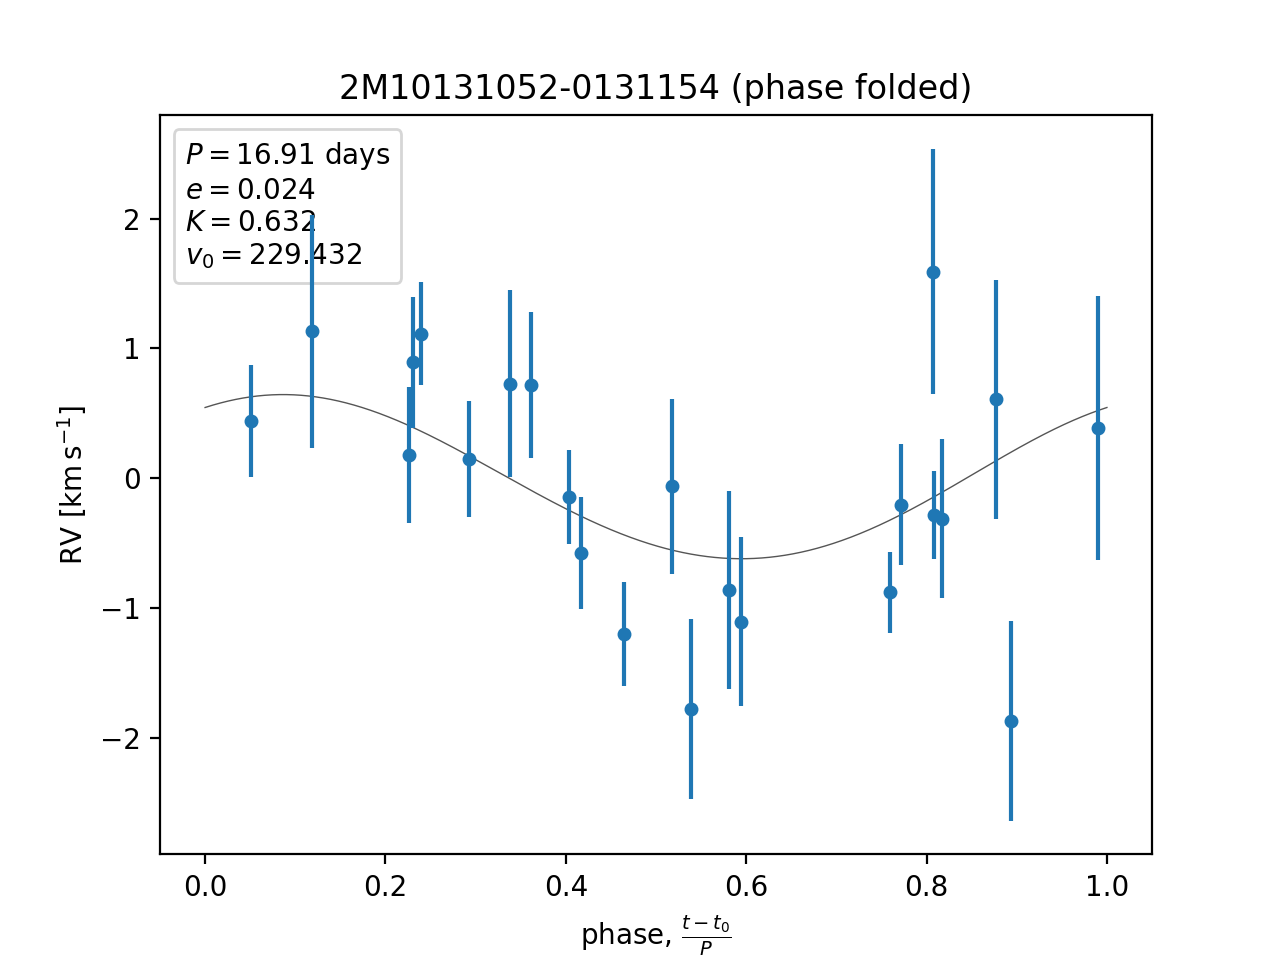 2M10131052-0131154 (phase folded)
P = 16.91 days
e = 0.024
K = 0.632
v₀ = 229.432
RV [km s⁻¹]
2
1
0
−1
−2
0.0 0.2 0.4 0.6 0.8 1.0
phase, (t − t₀)/P